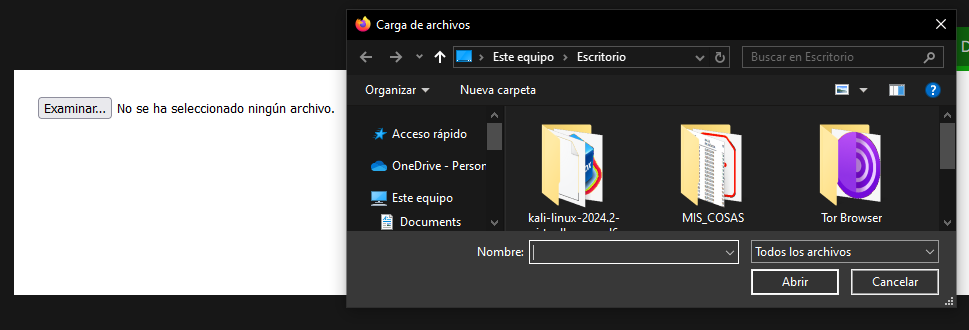 Carga de archivos
D
Este equipo
Escritorio
Buscar en Escritorio
Organizar
Nueva carpeta
Examinar... No se ha seleccionado ningún archivo.
Acceso rápido
OneDrive - Person
Este equipo
Documents
kali-linux-2024.2-
MIS_COSAS
Tor Browser
Nombre:
Todos los archivos
Abrir
Cancelar